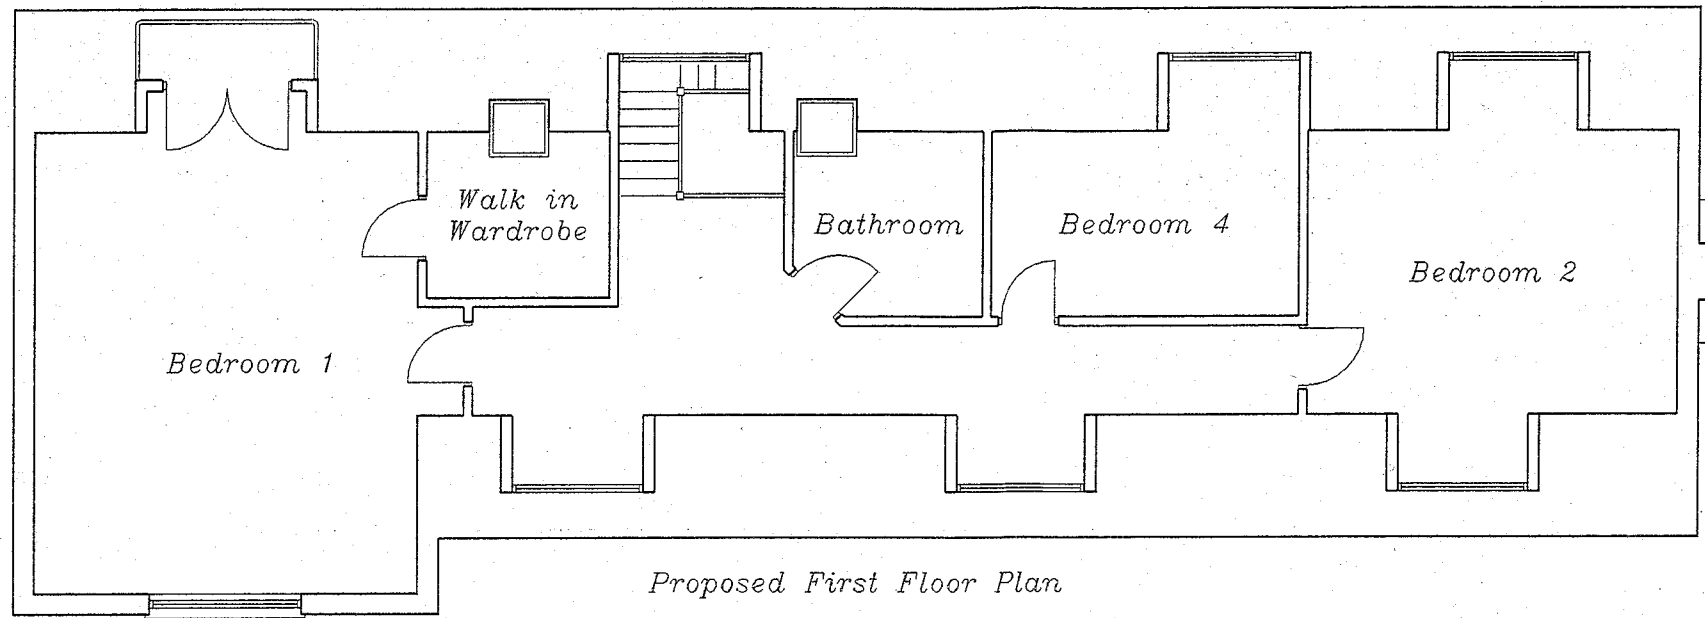 Walk in
Wardrobe
Bathroom
Bedroom 4
Bedroom 2
Bedroom 1
Proposed First Floor Plan